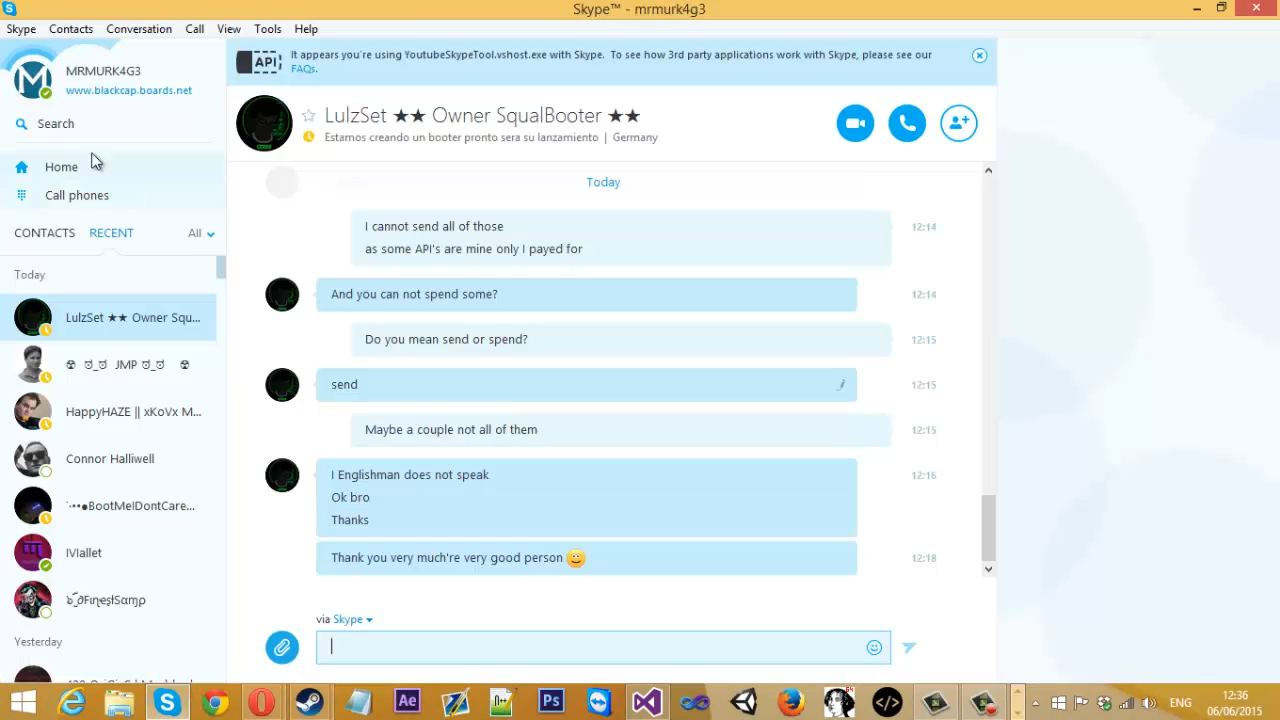 Skype™ - mrmurk4g3
Skype Contacts Conversation Call View Tools Help
MRMURK4G3
www.blackcap.boards.net
Search
Home
Call phones
CONTACTS RECENT All
Today
LulzSet ★★ Owner Squ...
☢ ಠ_ಠ JMP ಠ_ಠ ☢
HappyHAZE || xKoVx M...
Connor Halliwell
BootMeIDontCare...
IVIallet
Yesterday
API
It appears you're using YoutubeSkypeTool.vshost.exe with Skype. To see how 3rd party applications work with Skype, please see our
FAQs.
LulzSet ★★ Owner SqualBooter ★★
Estamos creando un booter pronto sera su lanzamiento | Germany
Today
I cannot send all of those 12:14
as some API's are mine only I payed for
And you can not spend some? 12:14
Do you mean send or spend? 12:15
send 12:15
Maybe a couple not all of them 12:15
I Englishman does not speak 12:16
Ok bro
Thanks
Thank you very much're very good person 12:18
via Skype
Ae
Ps
ENG
12:36
06/06/2015